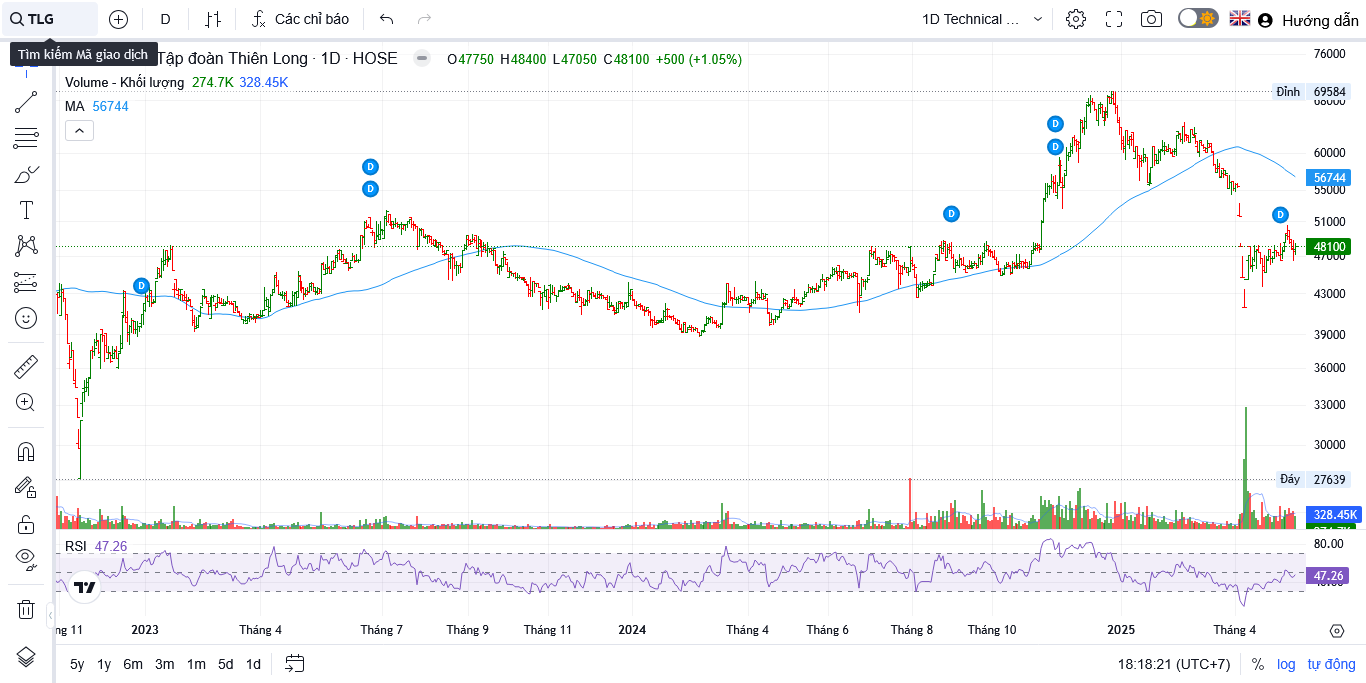 TLG
D
Các chỉ báo
1D Technical ...
Hướng dẫn
Tìm kiếm Mã giao dịch
Tập đoàn Thiên Long · 1D · HOSE
O47750 H48400 L47050 C48100 +500 (+1.05%)
Volume - Khối lượng 274.7K 328.45K
MA 56744
76000
Đỉnh 69584
68000
D
D
D
D
60000
56744
55000
D
D
51000
48100
47000
D
43000
39000
36000
33000
30000
Đáy 27639
328.45K
RSI 47.26
80.00
47.26
2023
Tháng 4
Tháng 7
Tháng 9
Tháng 11
2024
Tháng 4
Tháng 6
Tháng 8
Tháng 10
2025
Tháng 4
5y 1y 6m 3m 1m 5d 1d
18:18:21 (UTC+7)
% log tự động